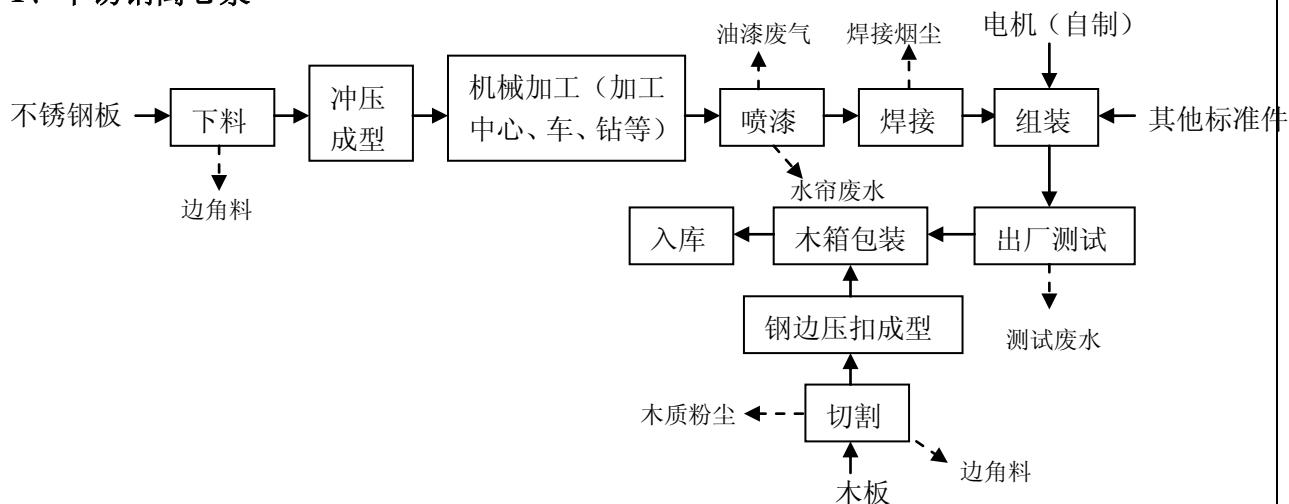 油漆废气
焊接烟尘
电机（自制）
不锈钢板
下料
冲压
成型
机械加工（加工
中心、车、钻等）
喷漆
焊接
组装
其他标准件
边角料
水帘废水
入库
木箱包装
出厂测试
钢边压扣成型
测试废水
木质粉尘
切割
边角料
木板